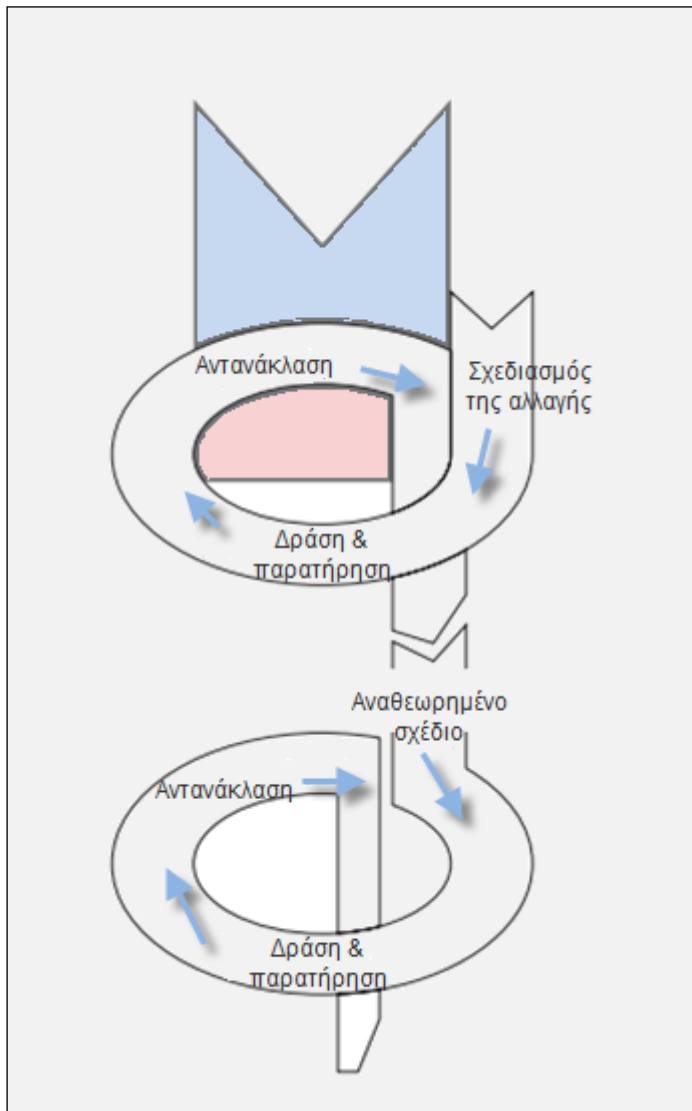 Αντανάκλαση
Σχεδιασμός
της αλλαγής
Δράση &
παρατήρηση
Αναθεωρημένο
σχέδιο
Αντανάκλαση
Δράση &
παρατήρηση